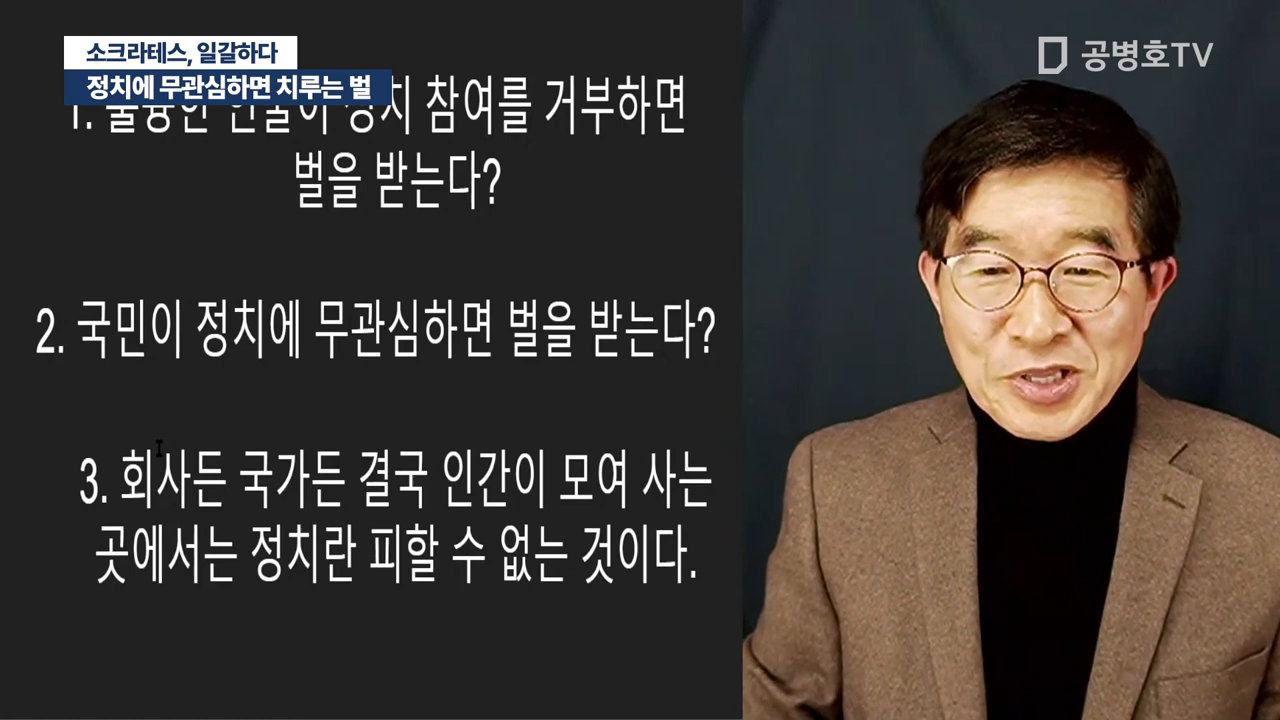 소크라테스, 일갈하다
정치에 무관심하면 치루는 벌
공병호TV
정치 참여를 거부하면
벌을 받는다?
2. 국민이 정치에 무관심하면 벌을 받는다?
3. 회사든 국가든 결국 인간이 모여 사는
곳에서는 정치란 피할 수 없는 것이다.